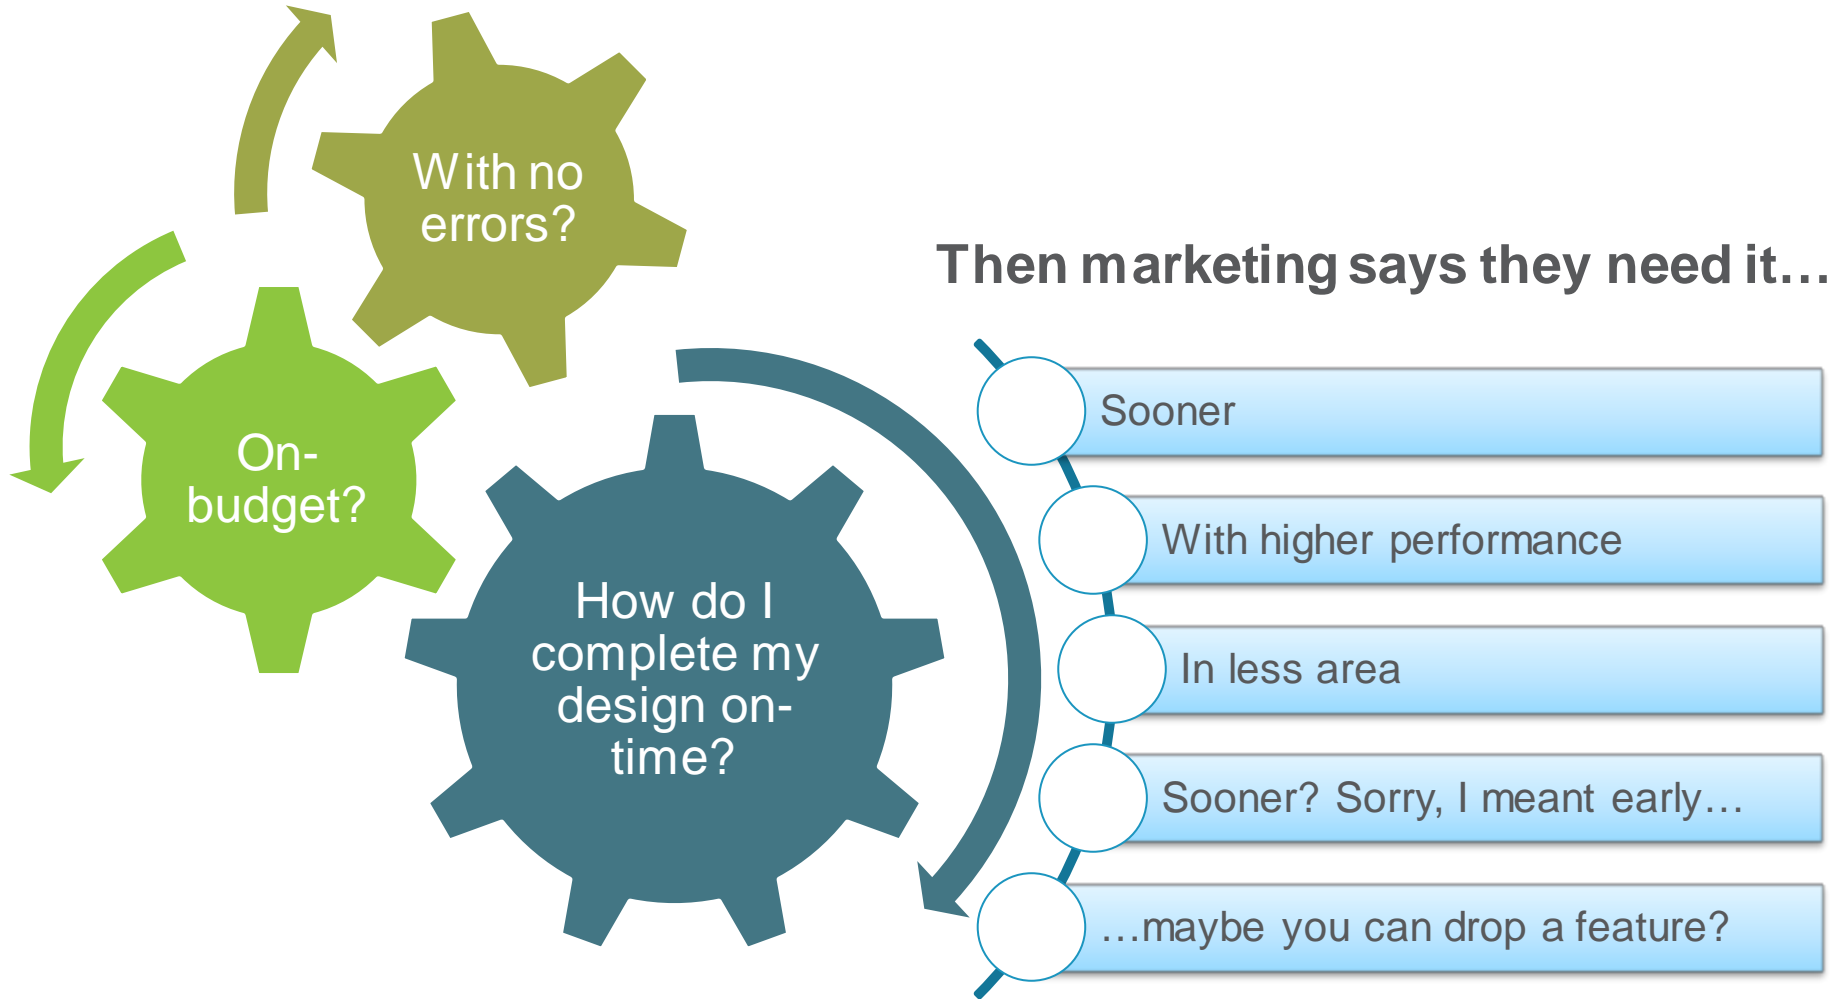 With no
errors?
On-
budget?
How do I
complete my
design on-
time?
Then marketing says they need it…
Sooner
With higher performance
In less area
Sooner? Sorry, I meant early…
…maybe you can drop a feature?